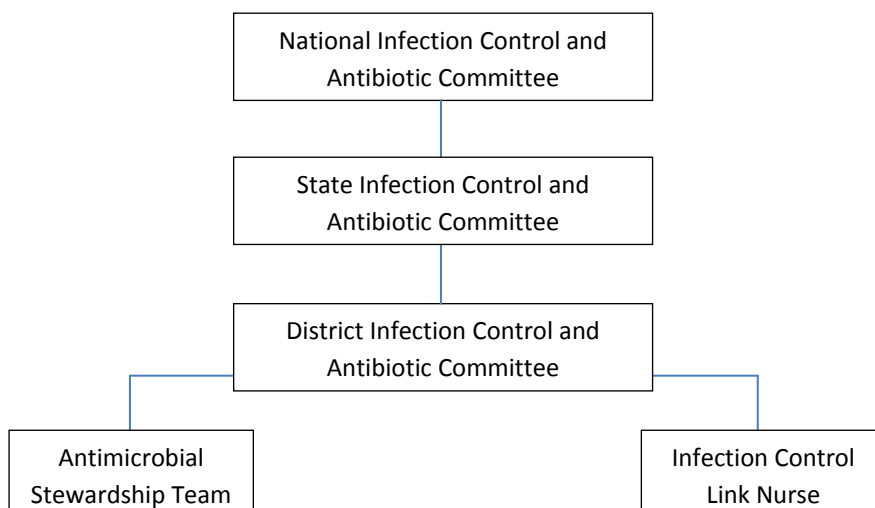 National Infection Control and
Antibiotic Committee
State Infection Control and
Antibiotic Committee
District Infection Control and
Antibiotic Committee
Antimicrobial
Stewardship Team
Infection Control
Link Nurse